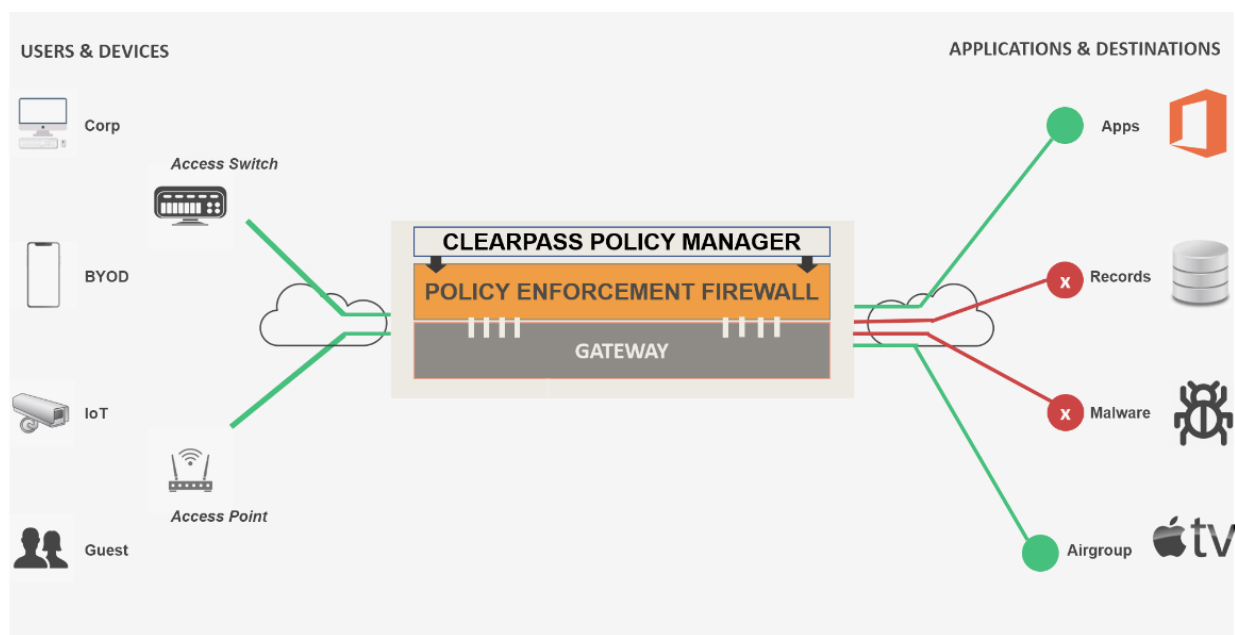 USERS & DEVICES
APPLICATIONS & DESTINATIONS
Corp
Access Switch
Apps
CLEARPASS POLICY MANAGER
BYOD
POLICY ENFORCEMENT FIREWALL
Records
x
GATEWAY
IoT
x
Malware
Access Point
Guest
Airgroup
tv